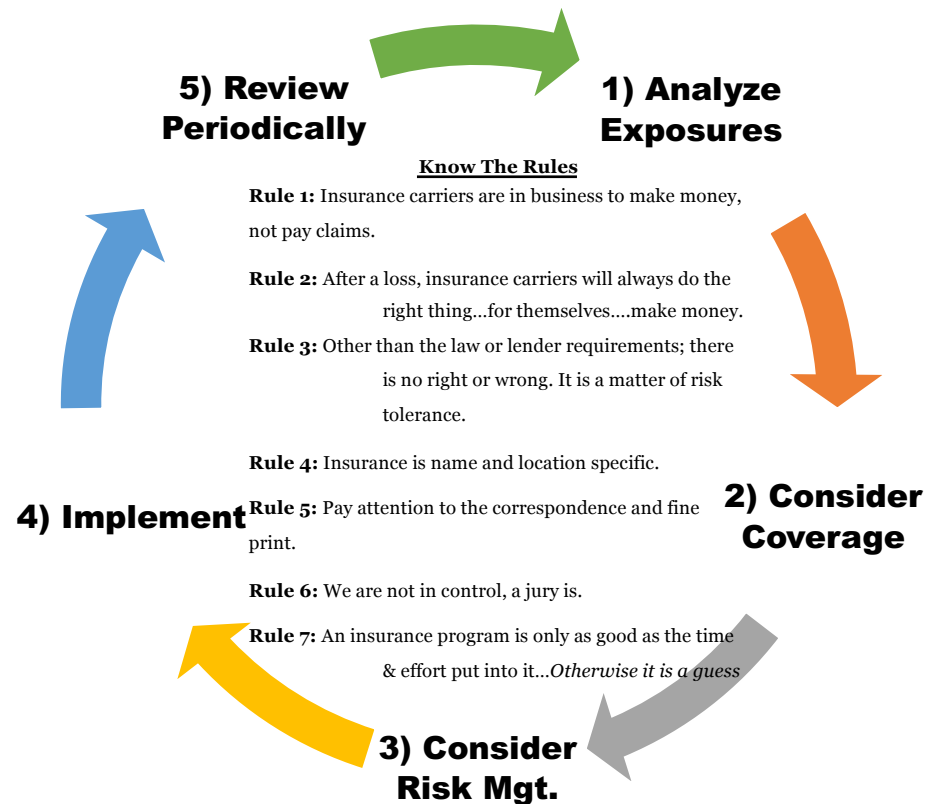 5) Review
Periodically
1) Analyze
Exposures
Know The Rules
Rule 1: Insurance carriers are in business to make money,
not pay claims.
Rule 2: After a loss, insurance carriers will always do the
right thing...for themselves....make money.
Rule 3: Other than the law or lender requirements; there
is no right or wrong. It is a matter of risk
tolerance.
Rule 4: Insurance is name and location specific.
4) Implement
Rule 5: Pay attention to the correspondence and fine
print.
2) Consider
Coverage
Rule 6: We are not in control, a jury is.
Rule 7: An insurance program is only as good as the time
& effort put into it...Otherwise it is a guess
3) Consider
Risk Mgt.